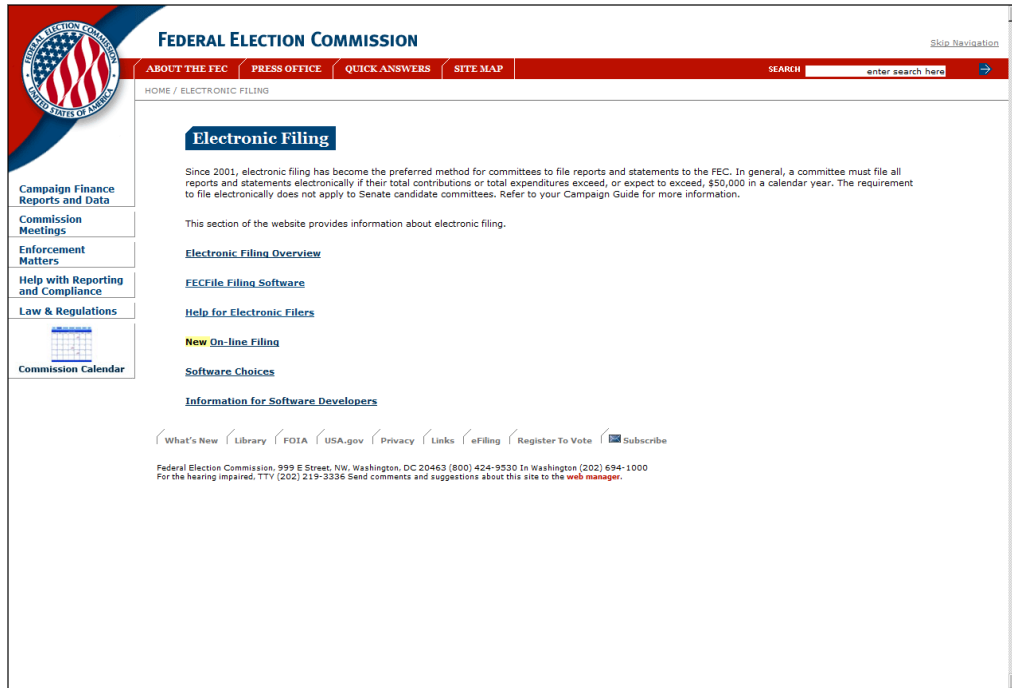 FEDERAL ELECTION COMMISSION
UNITED STATES OF AMERICA
FEDERAL ELECTION COMMISSION
Skip Navigation
ABOUT THE FEC PRESS OFFICE QUICK ANSWERS SITE MAP SEARCH enter search here
HOME / ELECTRONIC FILING
Electronic Filing
Since 2001, electronic filing has become the preferred method for committees to file reports and statements to the FEC. In general, a committee must file all
reports and statements electronically if their total contributions or total expenditures exceed, or expect to exceed, $50,000 in a calendar year. The requirement
to file electronically does not apply to Senate candidate committees. Refer to your Campaign Guide for more information.
This section of the website provides information about electronic filing.
Electronic Filing Overview
FECFile Filing Software
Help for Electronic Filers
New On-line Filing
Software Choices
Information for Software Developers
Campaign Finance
Reports and Data
Commission
Meetings
Enforcement
Matters
Help with Reporting
and Compliance
Law & Regulations
Commission Calendar
What's New Library FOIA USA.gov Privacy Links eFiling Register To Vote Subscribe
Federal Election Commission, 999 E Street, NW, Washington, DC 20463 (800) 424-9530 In Washington (202) 694-1000
For the hearing impaired, TTY (202) 219-3336 Send comments and suggestions about this site to the web manager.